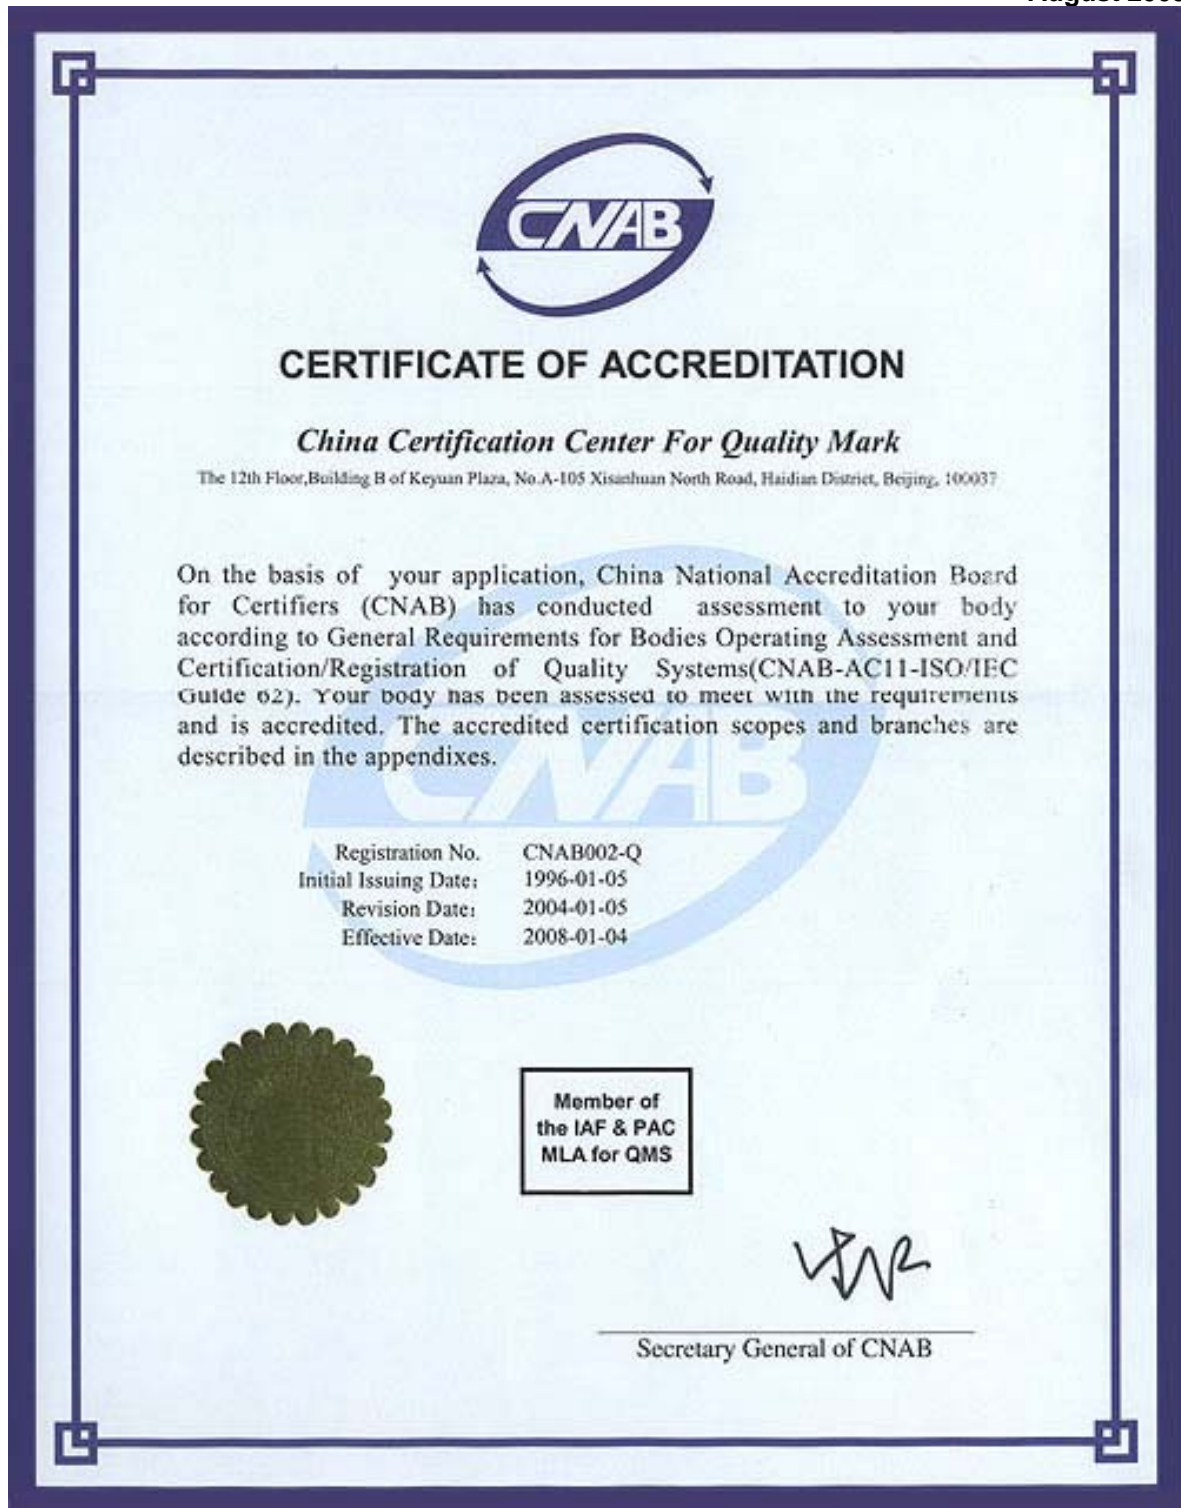 August
CNAB
CERTIFICATE OF ACCREDITATION
China Certification Center For Quality Mark
The 12th Floor,Building B of Keyuan Plaza, No.A-105 Xisanhuan North Road, Haidian District, Beijing, 100037
On the basis of your application, China National Accreditation Board
for Certifiers (CNAB) has conducted assessment to your body
according to General Requirements for Bodies Operating Assessment and
Certification/Registration of Quality Systems(CNAB-AC11-ISO/IEC
Guide 62). Your body has been assessed to meet with the requirements
and is accredited. The accredited certification scopes and branches are
described in the appendixes.
CNAB
Registration No. CNAB002-Q
Initial Issuing Date: 1996-01-05
Revision Date: 2004-01-05
Effective Date: 2008-01-04
Member of
the IAF & PAC
MLA for QMS
Secretary General of CNAB